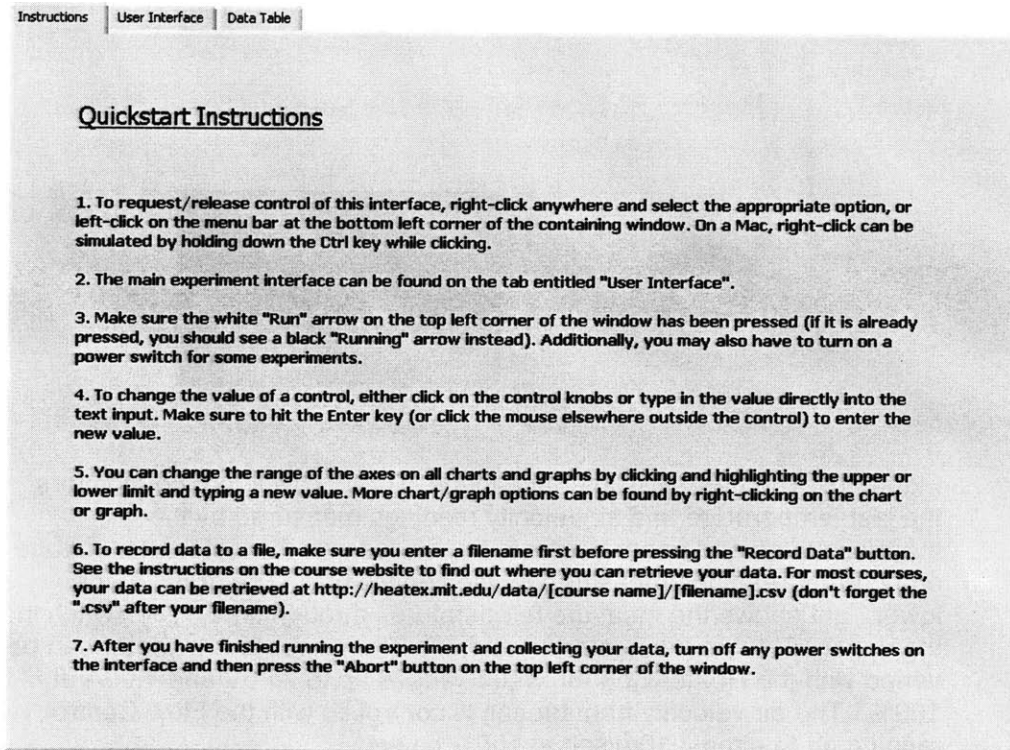 Instructions User Interface Data Table
Quickstart Instructions
1. To request/release control of this interface, right-click anywhere and select the appropriate option, or
left-click on the menu bar at the bottom left corner of the containing window. On a Mac, right-click can be
simulated by holding down the Ctrl key while clicking.
2. The main experiment interface can be found on the tab entitled "User Interface".
3. Make sure the white "Run" arrow on the top left corner of the window has been pressed (if it is already
pressed, you should see a black "Running" arrow instead). Additionally, you may also have to turn on a
power switch for some experiments.
4. To change the value of a control, either click on the control knobs or type in the value directly into the
text input. Make sure to hit the Enter key (or click the mouse elsewhere outside the control) to enter the
new value.
5. You can change the range of the axes on all charts and graphs by clicking and highlighting the upper or
lower limit and typing a new value. More chart/graph options can be found by right-clicking on the chart
or graph.
6. To record data to a file, make sure you enter a filename first before pressing the "Record Data" button.
See the instructions on the course website to find out where you can retrieve your data. For most courses,
your data can be retrieved at http://heatex.mit.edu/data/[course name]/[filename].csv (don't forget the
".csv" after your filename).
7. After you have finished running the experiment and collecting your data, turn off any power switches on
the interface and then press the "Abort" button on the top left corner of the window.